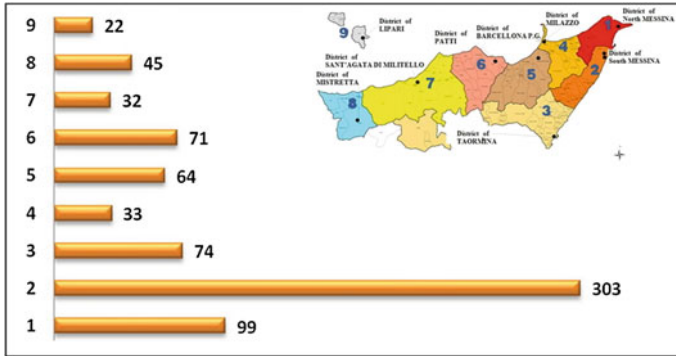 9 22
8 45
7 32
6 71
5 64
4 33
3 74
2 303
1 99
9
District of
LIPARI
District of
PATTI
District of
BARCELLONA P.G.
District of
MILAZZO
District of
North MESSINA
District of
SANT'AGATA DI MILITELLO
District of
MISTRETTA
District of
South MESSINA
District of
TAORMINA
1
2
3
4
5
6
7
8